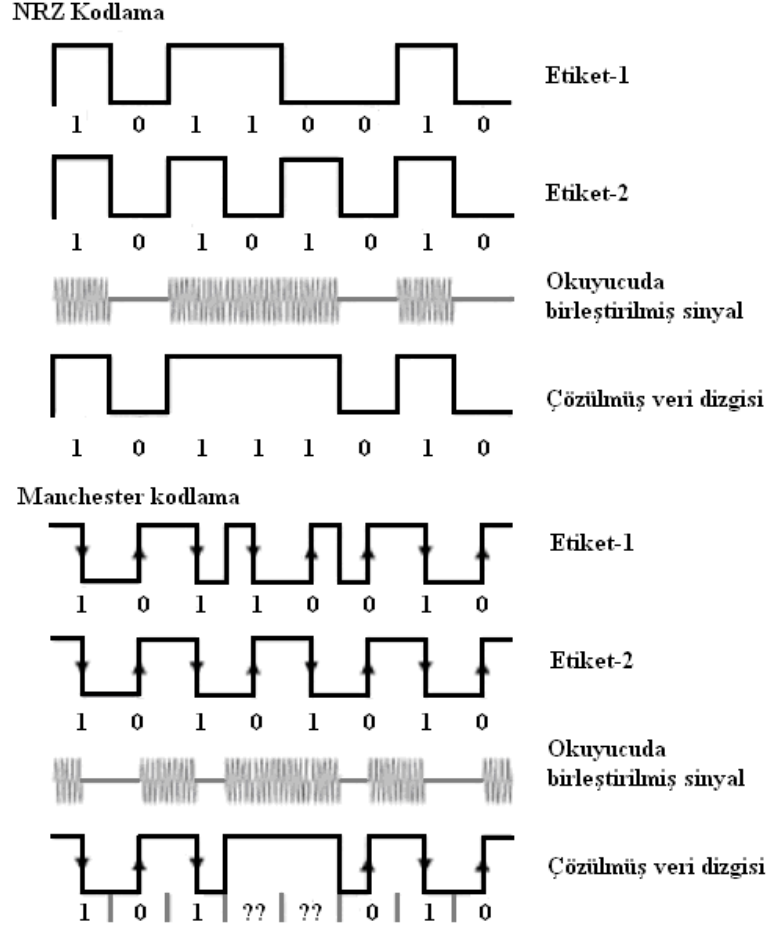 NRZ Kodlama
Etiket-1
1 0 1 1 0 0 1 0
Etiket-2
1 0 1 0 1 0 1 0
Okuyucuda
birleştirilmiş sinyal
Çözülmüş veri dizgisi
1 0 1 1 1 0 1 0
Manchester kodlama
Etiket-1
1 0 1 1 0 0 1 0
Etiket-2
1 0 1 0 1 0 1 0
Okuyucuda
birleştirilmiş sinyal
Çözülmüş veri dizgisi
1 0 1 ?? ?? 0 1 0